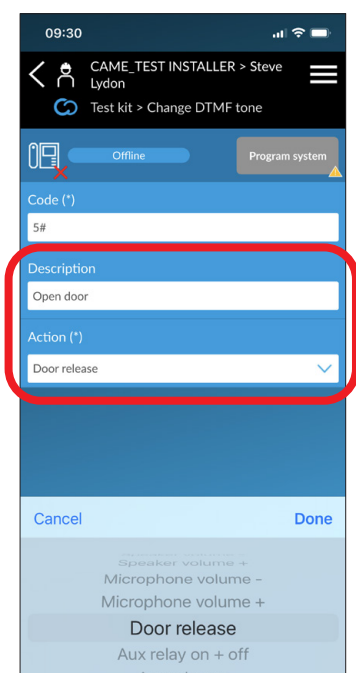 09:30
CAME_TEST INSTALLER > Steve
Lydon
Test kit > Change DTMF tone
Offline
Program system
Code (*)
5#
Description
Open door
Action (*)
Door release
Cancel
Done
Speaker volume +
Microphone volume -
Microphone volume +
Door release
Aux relay on + off